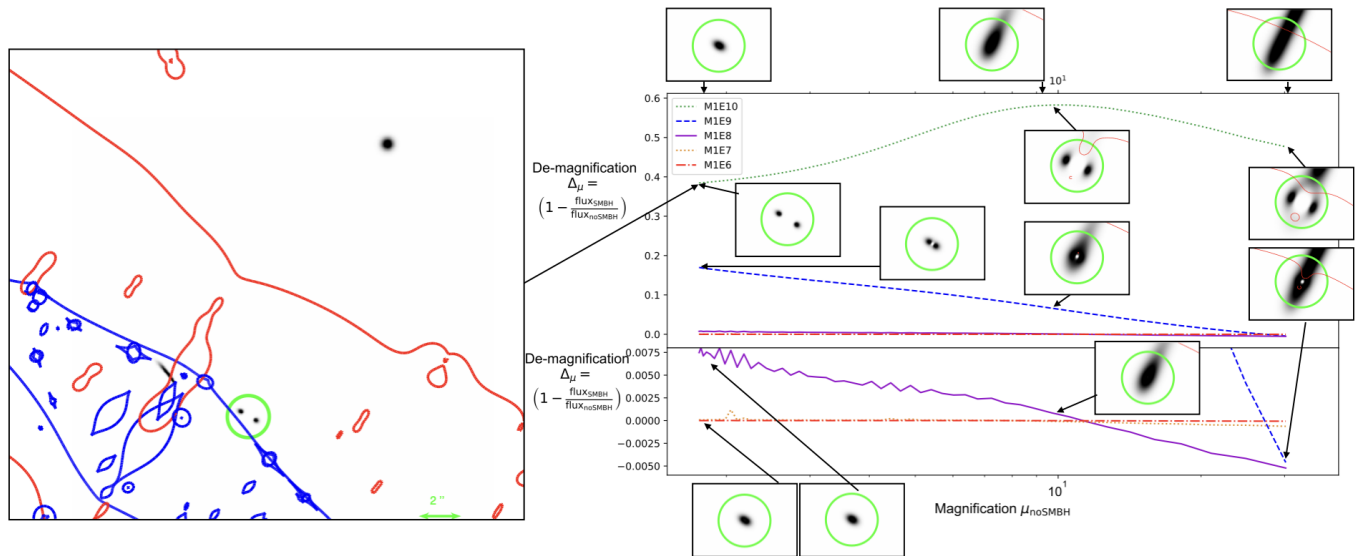 2"
De-magnification
Δμ =
(1 − fluxSMBH/fluxnoSMBH)
De-magnification
Δμ =
(1 − fluxSMBH/fluxnoSMBH)
10¹
0.6
0.5
0.4
0.3
0.2
0.1
0.0
M1E10
M1E9
M1E8
M1E7
M1E6
0.0075
0.0050
0.0025
0.0000
−0.0025
−0.0050
10¹
Magnification μnoSMBH